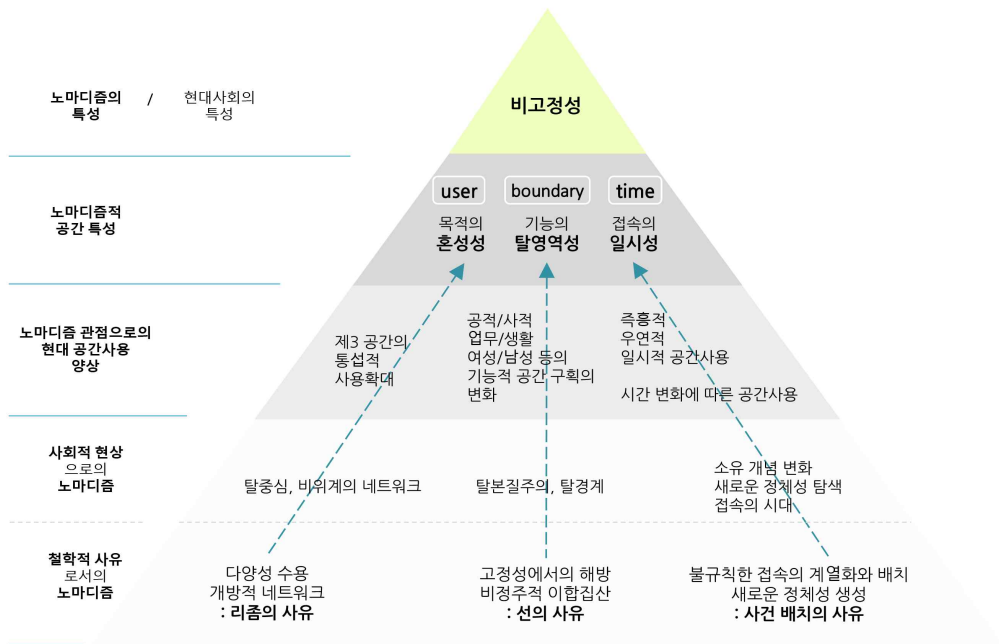 노마디즘의 / 현대사회의
특성 특성
비고정성
노마디즘적
공간 특성
user boundary time
목적의 기능의 접속의
혼성성 탈영역성 일시성
노마디즘 관점으로의
현대 공간사용
양상
제3 공간의
통섭적
사용확대
공적/사적
업무/생활
여성/남성 등의
기능적 공간 구획의
변화
즉흥적
우연적
일시적 공간사용
시간 변화에 따른 공간사용
사회적 현상
으로의
노마디즘
탈중심, 비위계의 네트워크
탈본질주의, 탈경계
소유 개념 변화
새로운 정체성 탐색
접속의 시대
철학적 사유
로서의
노마디즘
다양성 수용
개방적 네트워크
: 리좀의 사유
고정성에서의 해방
비정주적 이합집산
: 선의 사유
불규칙한 접속의 계열화와 배치
새로운 정체성 생성
: 사건 배치의 사유